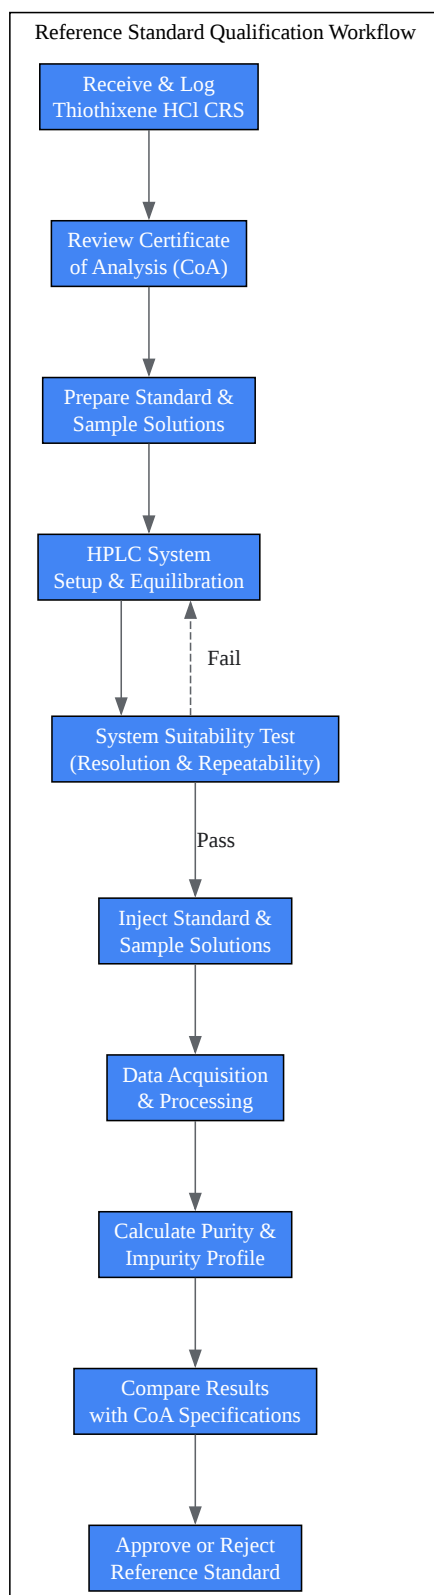 Reference Standard Qualification Workflow
Receive & Log
Thiothixene HCl CRS
Review Certificate
of Analysis (CoA)
Prepare Standard &
Sample Solutions
HPLC System
Setup & Equilibration
Fail
System Suitability Test
(Resolution & Repeatability)
Pass
Inject Standard &
Sample Solutions
Data Acquisition
& Processing
Calculate Purity &
Impurity Profile
Compare Results
with CoA Specifications
Approve or Reject
Reference Standard